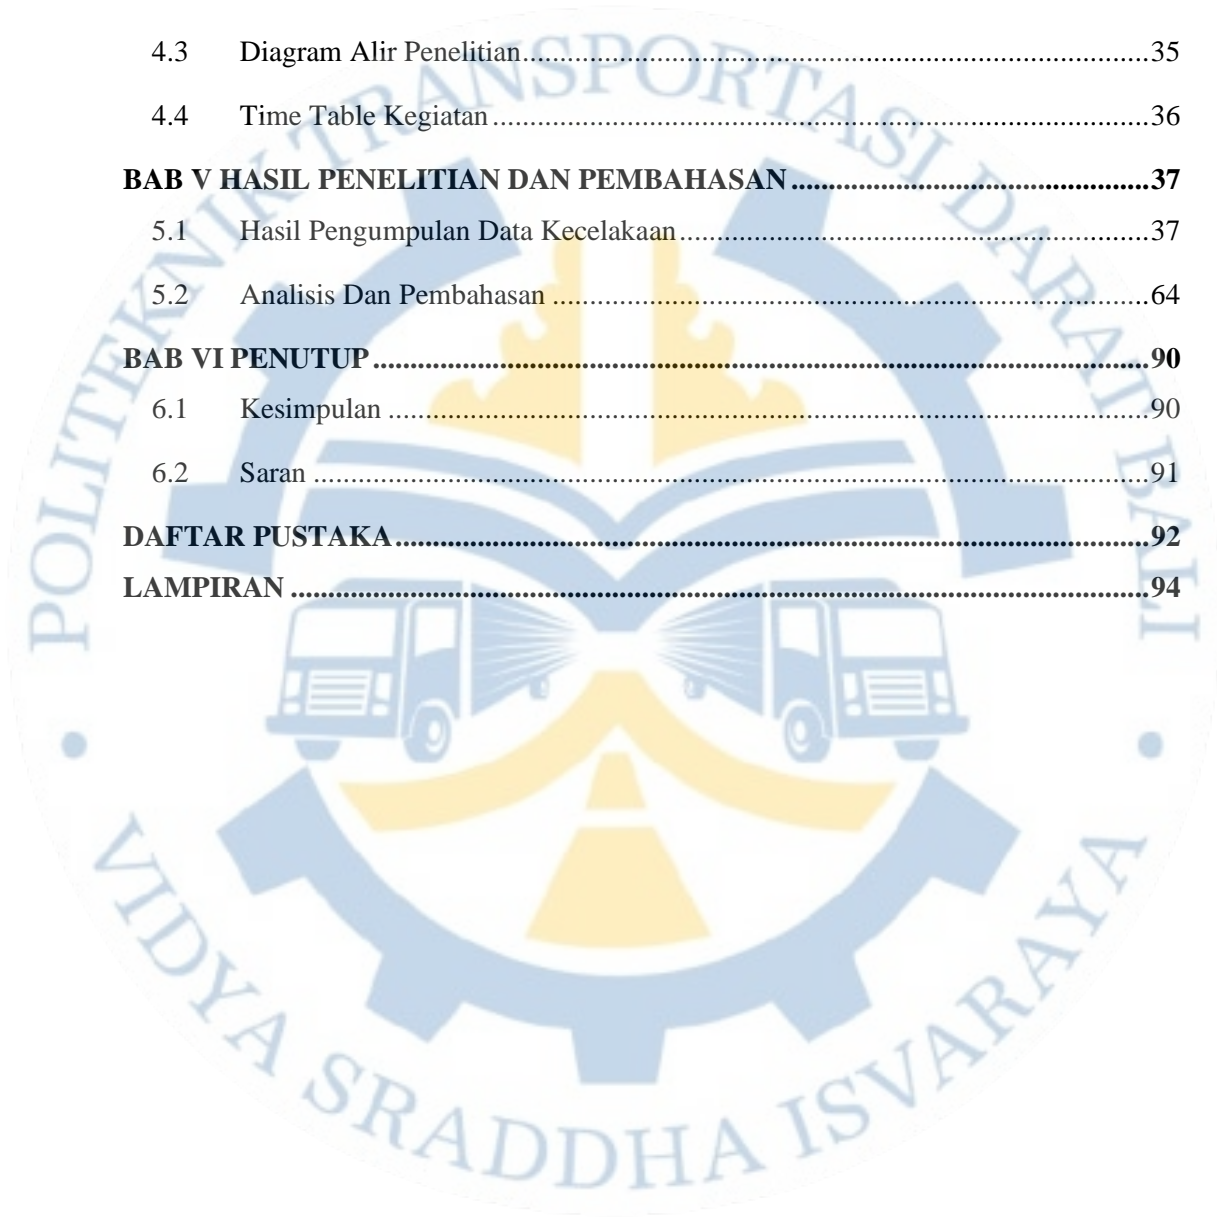 4.3 Diagram Alir Penelitian....................35
4.4 Time Table Kegiatan....................36
BAB V HASIL PENELITIAN DAN PEMBAHASAN....................37
5.1 Hasil Pengumpulan Data Kecelakaan....................37
5.2 Analisis Dan Pembahasan....................64
BAB VI PENUTUP....................90
6.1 Kesimpulan....................90
6.2 Saran....................91
DAFTAR PUSTAKA....................92
LAMPIRAN....................94
POLITEKNIK TRANSPORTASI DARAT BALI
• VIDYA SRADDHA ISVARAYA •